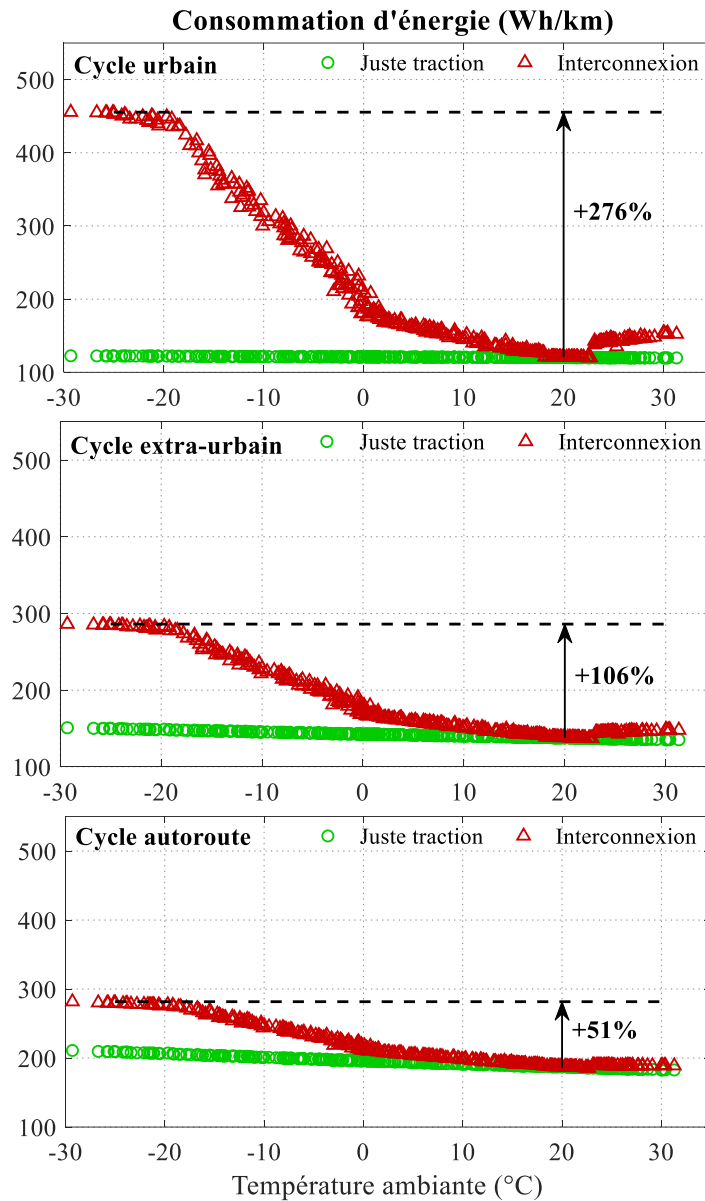 Consommation d'énergie (Wh/km)
Cycle urbain Juste traction Interconnexion
500
400
300
200
100
+276%
-30 -20 -10 0 10 20 30
Cycle extra-urbain Juste traction Interconnexion
500
400
300
200
100
+106%
-30 -20 -10 0 10 20 30
Cycle autoroute Juste traction Interconnexion
500
400
300
200
100
+51%
-30 -20 -10 0 10 20 30
Température ambiante (°C)